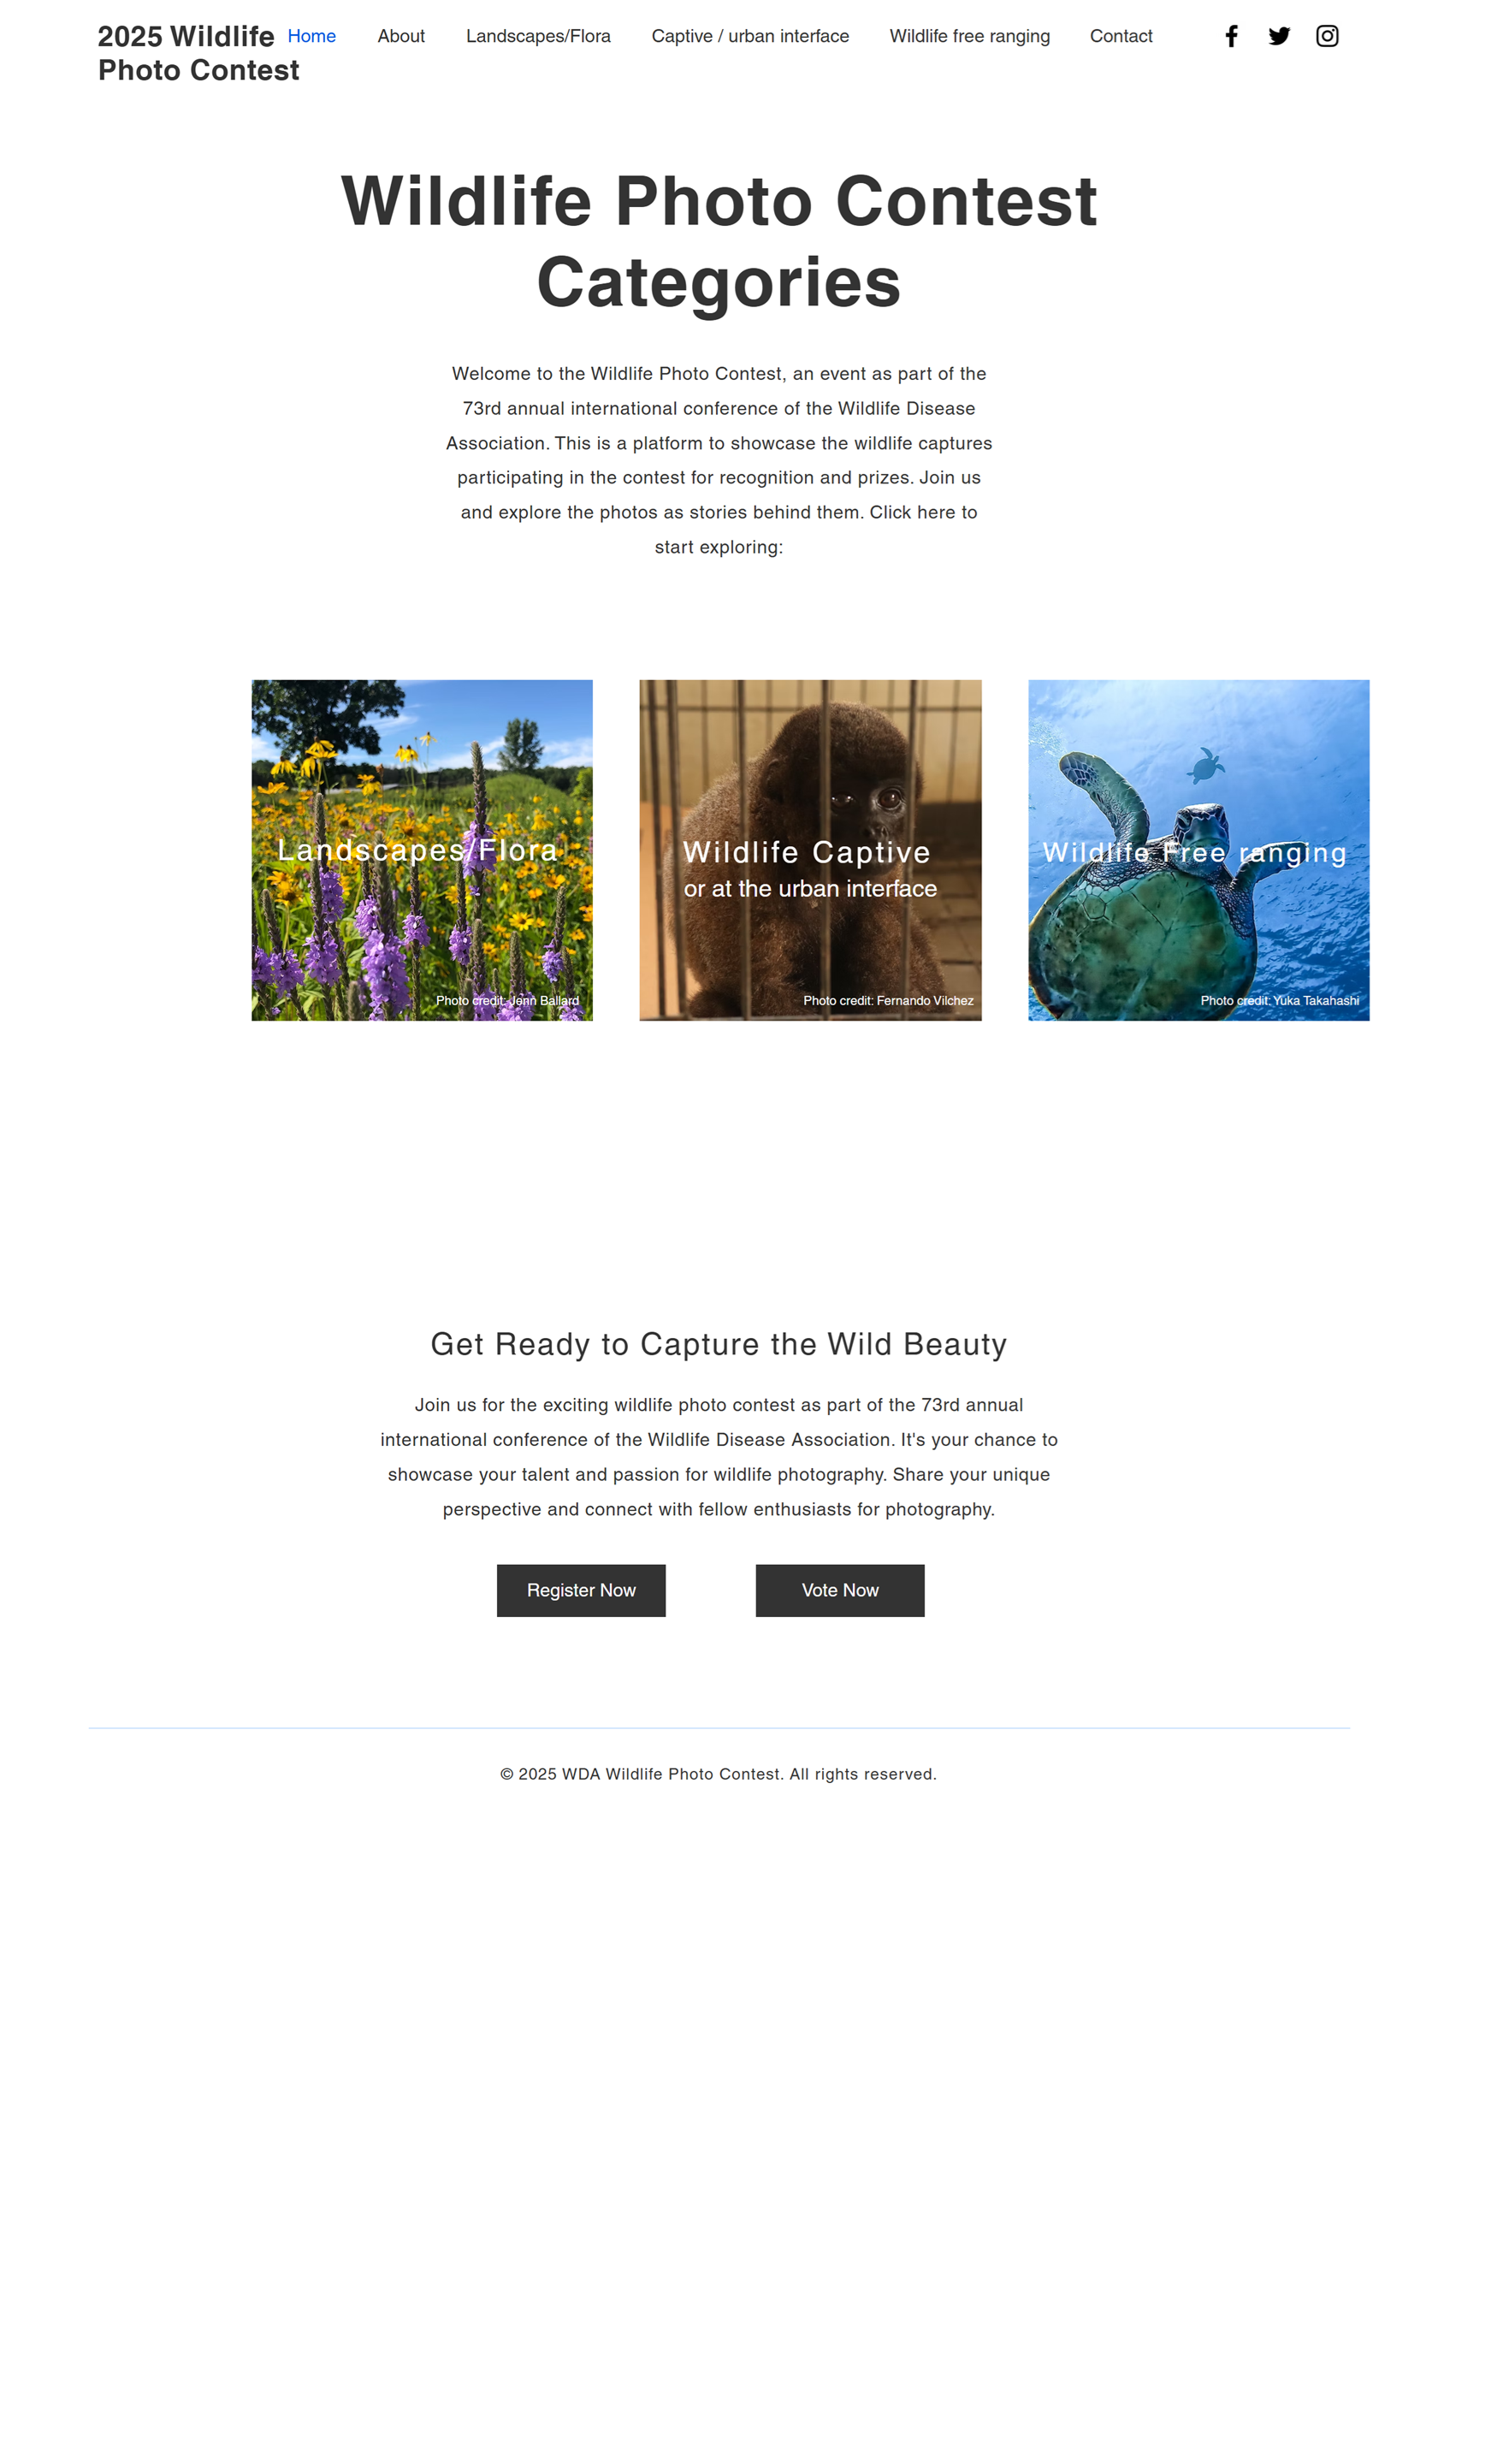 2025 Wildlife
Photo Contest
Home About Landscapes/Flora Captive / urban interface Wildlife free ranging Contact
Wildlife Photo Contest
Categories
Welcome to the Wildlife Photo Contest, an event as part of the
73rd annual international conference of the Wildlife Disease
Association. This is a platform to showcase the wildlife captures
participating in the contest for recognition and prizes. Join us
and explore the photos as stories behind them. Click here to
start exploring:
Landscapes/Flora
Photo credit: Jenn Ballard
Wildlife Captive
or at the urban interface
Photo credit: Fernando Vilchez
Wildlife Free ranging
Photo credit: Yuka Takahashi
Get Ready to Capture the Wild Beauty
Join us for the exciting wildlife photo contest as part of the 73rd annual
international conference of the Wildlife Disease Association. It's your chance to
showcase your talent and passion for wildlife photography. Share your unique
perspective and connect with fellow enthusiasts for photography.
Register Now Vote Now
© 2025 WDA Wildlife Photo Contest. All rights reserved.